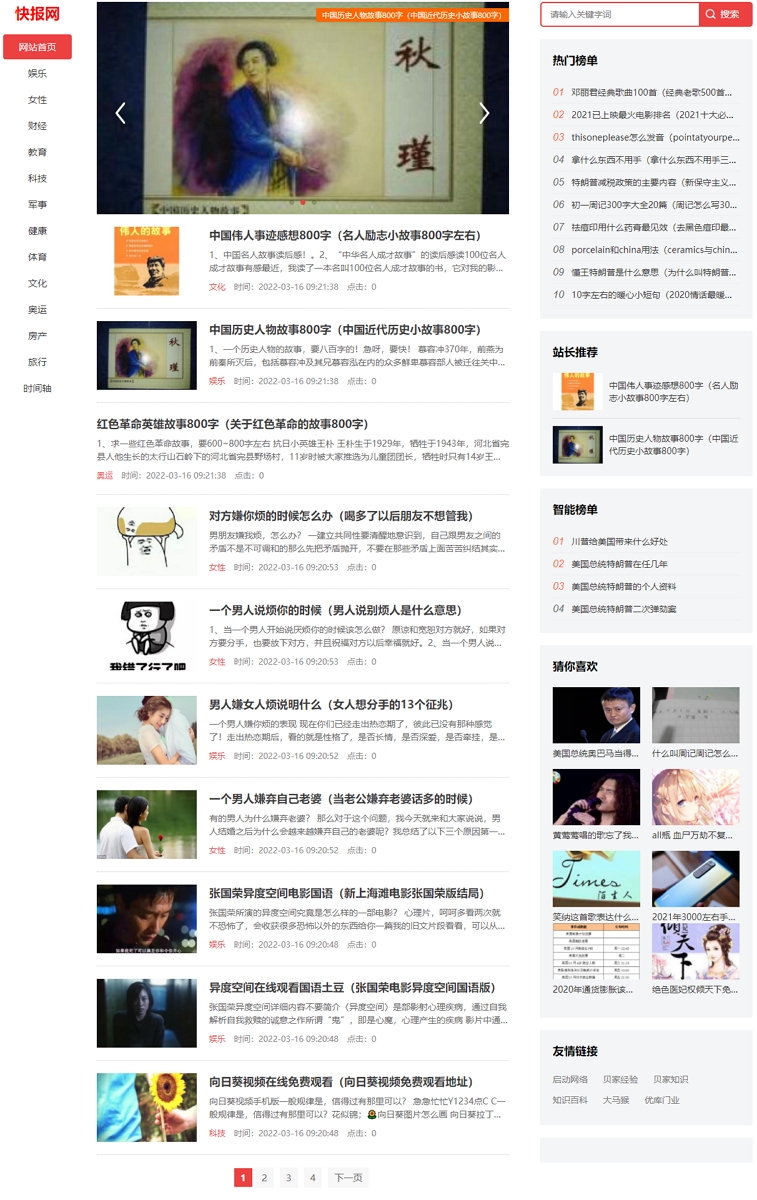 快报网
网站首页
娱乐
女性
财经
教育
科技
军事
健康
体育
文化
奥运
房产
旅行
时间轴
中国历史人物故事800字（中国近代历史小故事800字）
秋
瑾
中国伟人事迹感想800字（名人励志小故事800字左右）
1、中国名人故事读后感！。2、“中华名人成才故事”的读后感读100位名人
成才故事有感最近，我读了一本名叫100位名人成才故事的书，它对我的影...
文化 时间：2022-03-16 09:21:38 点击：0
中国历史人物故事800字（中国近代历史小故事800字）
1、一个历史人物的故事，要八百字的！急呀，要快！ 慕容冲370年，前燕为
前秦所灭后，包括慕容冲及其兄慕容泓在内的众多鲜卑慕容部人被迁往关中...
娱乐 时间：2022-03-16 09:21:38 点击：0
红色革命英雄故事800字（关于红色革命的故事800字）
1、求一些红色革命故事，要600~800字左右 抗日小英雄王朴 王朴生于1929年，牺牲于1943年，河北省完
县人他生长的太行山石岭下的河北省完县野场村，11岁时被大家推选为儿童团团长，牺牲时只有14岁王...
奥运 时间：2022-03-16 09:21:38 点击：0
对方嫌你烦的时候怎么办（喝多了以后朋友不想管我）
男朋友嫌我烦，怎么办？ 一建立共同性要清醒地意识到，自己跟男友之间的
矛盾不是不可调和的那么先把矛盾抛开，不要在那些矛盾上面苦苦纠结其实...
女性 时间：2022-03-16 09:20:53 点击：0
一个男人说烦你的时候（男人说别烦人是什么意思）
1、当一个男人开始说厌烦你的时候该怎么做？ 原谅和宽恕对方就好，如果对
方要分手，也要放下对方，并且祝福对方以后幸福就好。2、当一个男人说...
女性 时间：2022-03-16 09:20:53 点击：0
我错了行了吧
男人嫌女人烦说明什么（女人想分手的13个征兆）
一个男人嫌你烦的表现 现在你们已经走出热恋期了，彼此已没有那种感觉
了！走出热恋期后，看的就是性格了，是否长情，是否深爱，是否牵挂，是...
娱乐 时间：2022-03-16 09:20:52 点击：0
一个男人嫌弃自己老婆（当老公嫌弃老婆话多的时候）
有的男人为什么嫌弃老婆？ 那么对于这个问题，我今天就来和大家说说，男
人结婚之后为什么会越来越嫌弃自己的老婆呢？我总结了以下三个原因第一...
女性 时间：2022-03-16 09:20:52 点击：0
张国荣异度空间电影国语（新上海滩电影张国荣版结局）
张国荣所演的异度空间究竟是怎么样的一部电影？ 心理片，呵呵多看两次就
不恐怖了，会收获很多恐怖以外的东西给你一篇我的旧文片段看看，可以从...
娱乐 时间：2022-03-16 09:20:48 点击：0
异度空间在线观看国语土豆（张国荣电影异度空间国语版）
张国荣异度空间详细内容不要简介〈异度空间〉是部影射心理疾病，通过自我
解析自我救赎的诚意之作所谓“鬼”，即是心魔，心理产生的疾病 影片中通...
娱乐 时间：2022-03-16 09:20:48 点击：0
向日葵视频在线免费观看（向日葵视频免费观看地址）
向日葵视频手机版一般规律是，值得过有那里可以？ 急急忙忙Y1234点C C一
般规律是，值得过有那里可以？花似锦；向日葵图片怎么画 向日葵拉丁...
科技 时间：2022-03-16 09:20:48 点击：0
1 2 3 4 下一页
请输入关键字词
搜索
热门榜单
01 邓丽君经典歌曲100首（经典老歌500首...
02 2021已上映最火电影排名（2021十大必...
03 thisoneplease怎么发音（pointatyourpe...
04 拿什么东西不用手（拿什么东西不用手三...
05 特朗普减税政策的主要内容（新保守主义...
06 初一周记300字大全20篇（周记怎么写30...
07 祛痘印用什么药膏最见效（去黑色痘印最...
08 porcelain和china用法（ceramics与chin...
09 懂王特朗普是什么意思（为什么叫特朗普...
10 10字左右的暖心小短句（2020情话最暖...
站长推荐
中国伟人事迹感想800字（名人励
志小故事800字左右）
中国历史人物故事800字（中国近
代历史小故事800字）
智能榜单
01 川普给美国带来什么好处
02 美国总统特朗普在任几年
03 美国总统特朗普的个人资料
04 美国总统特朗普二次弹劾案
猜你喜欢
美国总统奥巴马当得... 什么叫周记周记怎么...
黄莺莺唱的歌忘了我... all瓶 血尸万劫不复...
Times
陌生人
笑纳这首歌表达什么... 2021年3000左右手...
倾天下
2020年通货膨胀该... 绝色医妃权倾天下免...
友情链接
启动网络 贝家经验 贝家知识
知识百科 大马猴 优库门业